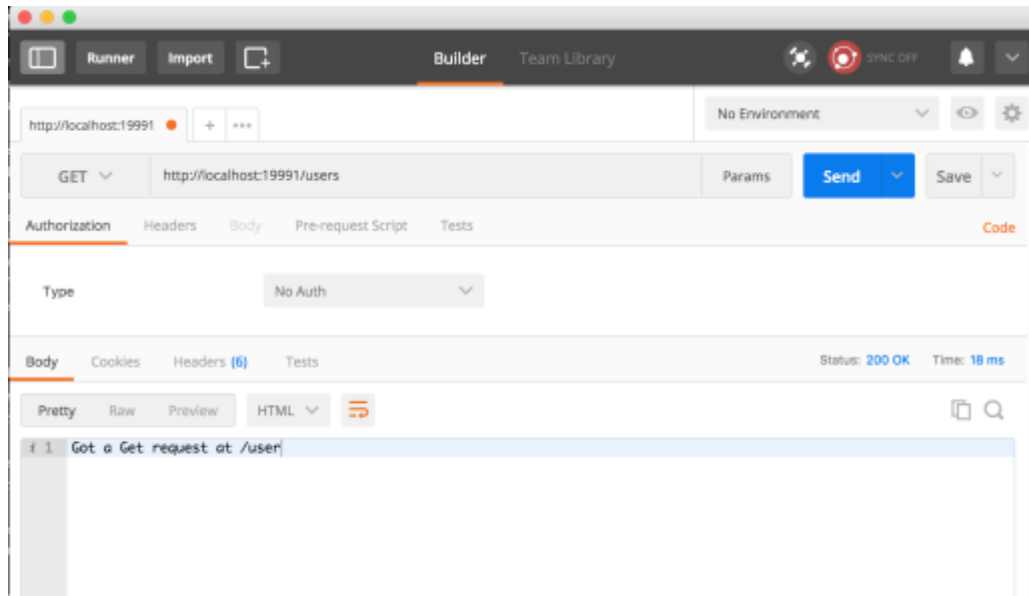 Runner Import Builder Team Library SYNC OFF
http://localhost:19991 + ••• No Environment
GET http://localhost:19991/users Params Send Save
Authorization Headers Body Pre-request Script Tests Code
Type No Auth
Body Cookies Headers (6) Tests Status: 200 OK Time: 18 ms
Pretty Raw Preview HTML
i 1 Got a Get request at /user